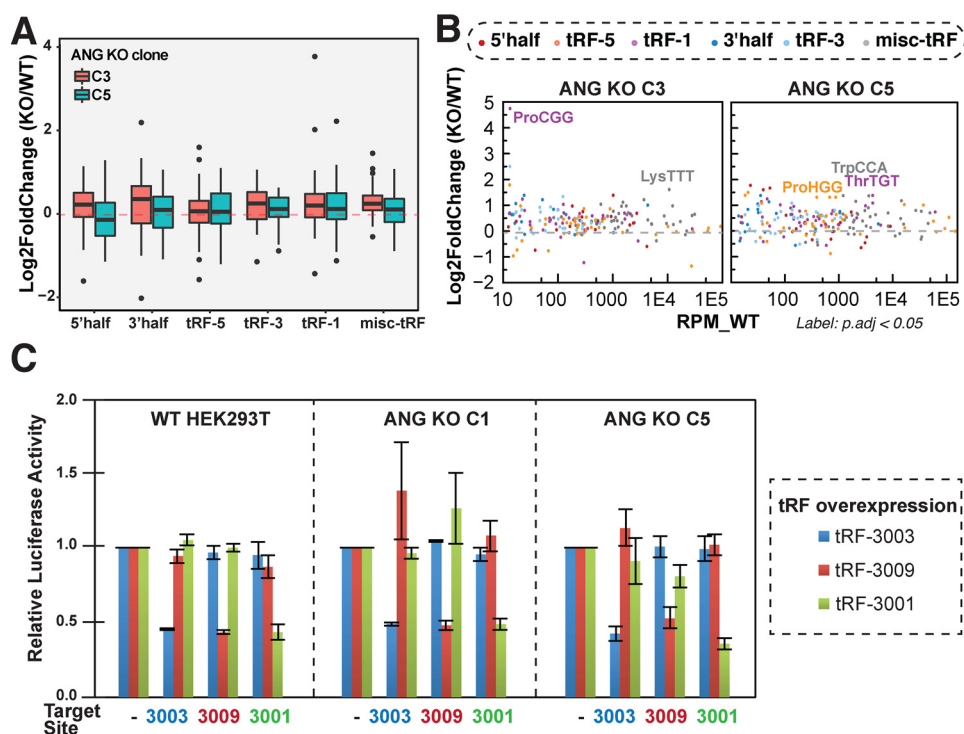 A
ANG KO clone
C3
C5
Log2FoldChange (KO/WT)
4
2
0
−2
5'half 3'half tRF-5 tRF-3 tRF-1 misc-tRF
B
5'half tRF-5 tRF-1 3'half tRF-3 misc-tRF
ANG KO C3 ANG KO C5
Log2FoldChange (KO/WT)
5
4
3
2
1
0
−1
−2
ProCGG
LysTTT
TrpCCA
ProHGG ThrTGT
10 100 1000 1E4 1E5 100 1000 1E4 1E5
RPM_WT
Label: p.adj < 0.05
C
Relative Luciferase Activity
2.0
1.5
1.0
0.5
0.0
WT HEK293T ANG KO C1 ANG KO C5
tRF overexpression
tRF-3003
tRF-3009
tRF-3001
Target Site
- 3003 3009 3001 - 3003 3009 3001 - 3003 3009 3001